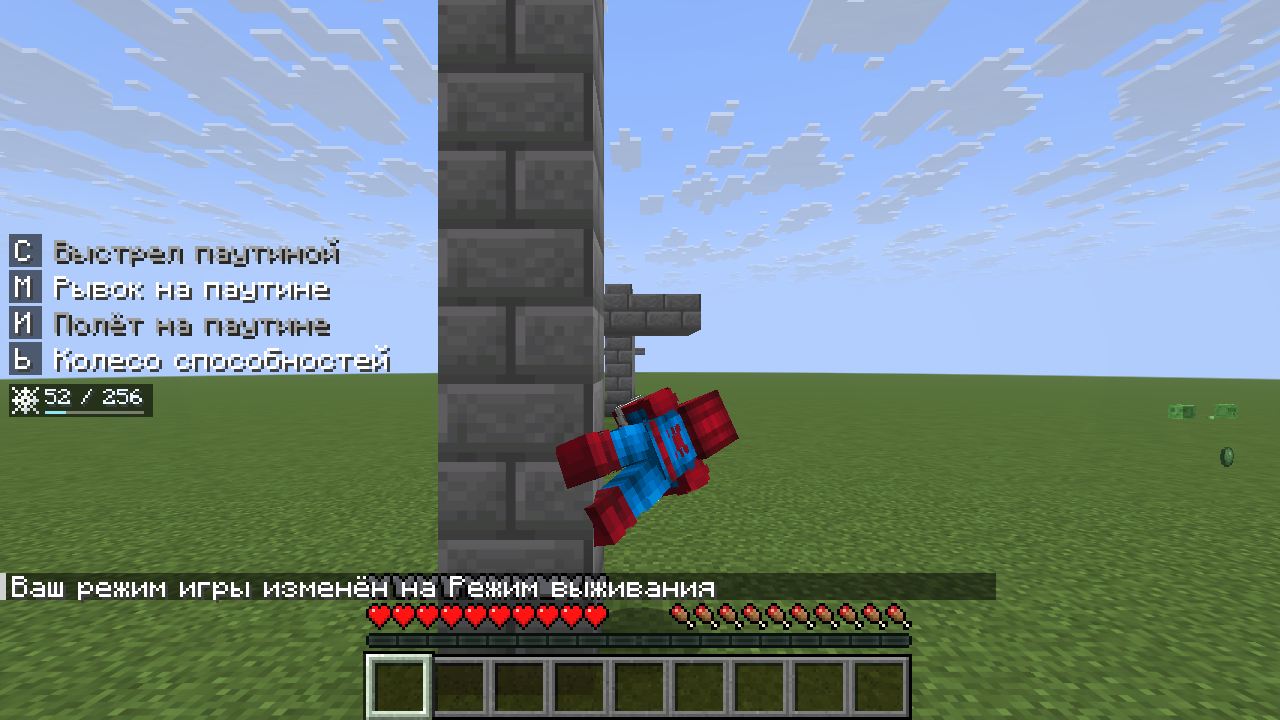 С Выстрел паутиной
М Рывок на паутине
И Полёт на паутине
Ь Колесо способностей
52 / 256
Ваш режим игры изменён на Режим выживания